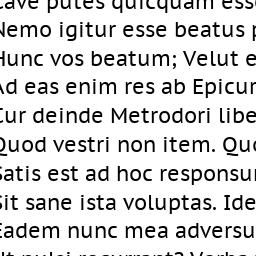 Cave putes quicquam esse
Nemo igitur esse beatus p
Hunc vos beatum; Velut e
Ad eas enim res ab Epicur
Cur deinde Metrodori libe
Quod vestri non item. Quo
Satis est ad hoc responsum
Sit sane ista voluptas. Ide
Eadem nunc mea adversu